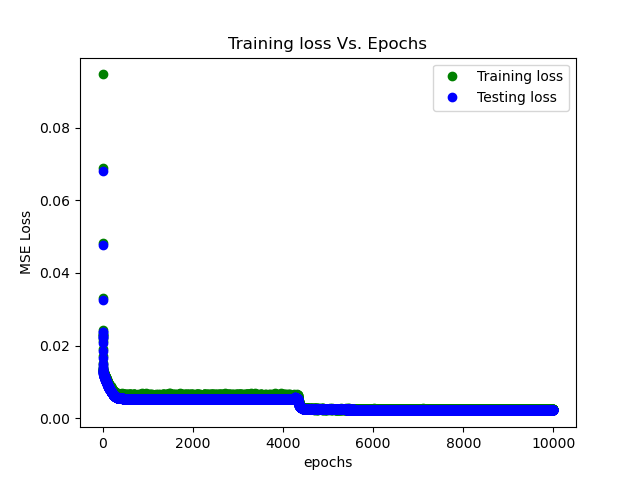 Training loss Vs. Epochs
Training loss
Testing loss
0.08
0.06
0.04
0.02
0.00
MSE Loss
0
2000
4000
6000
8000
10000
epochs